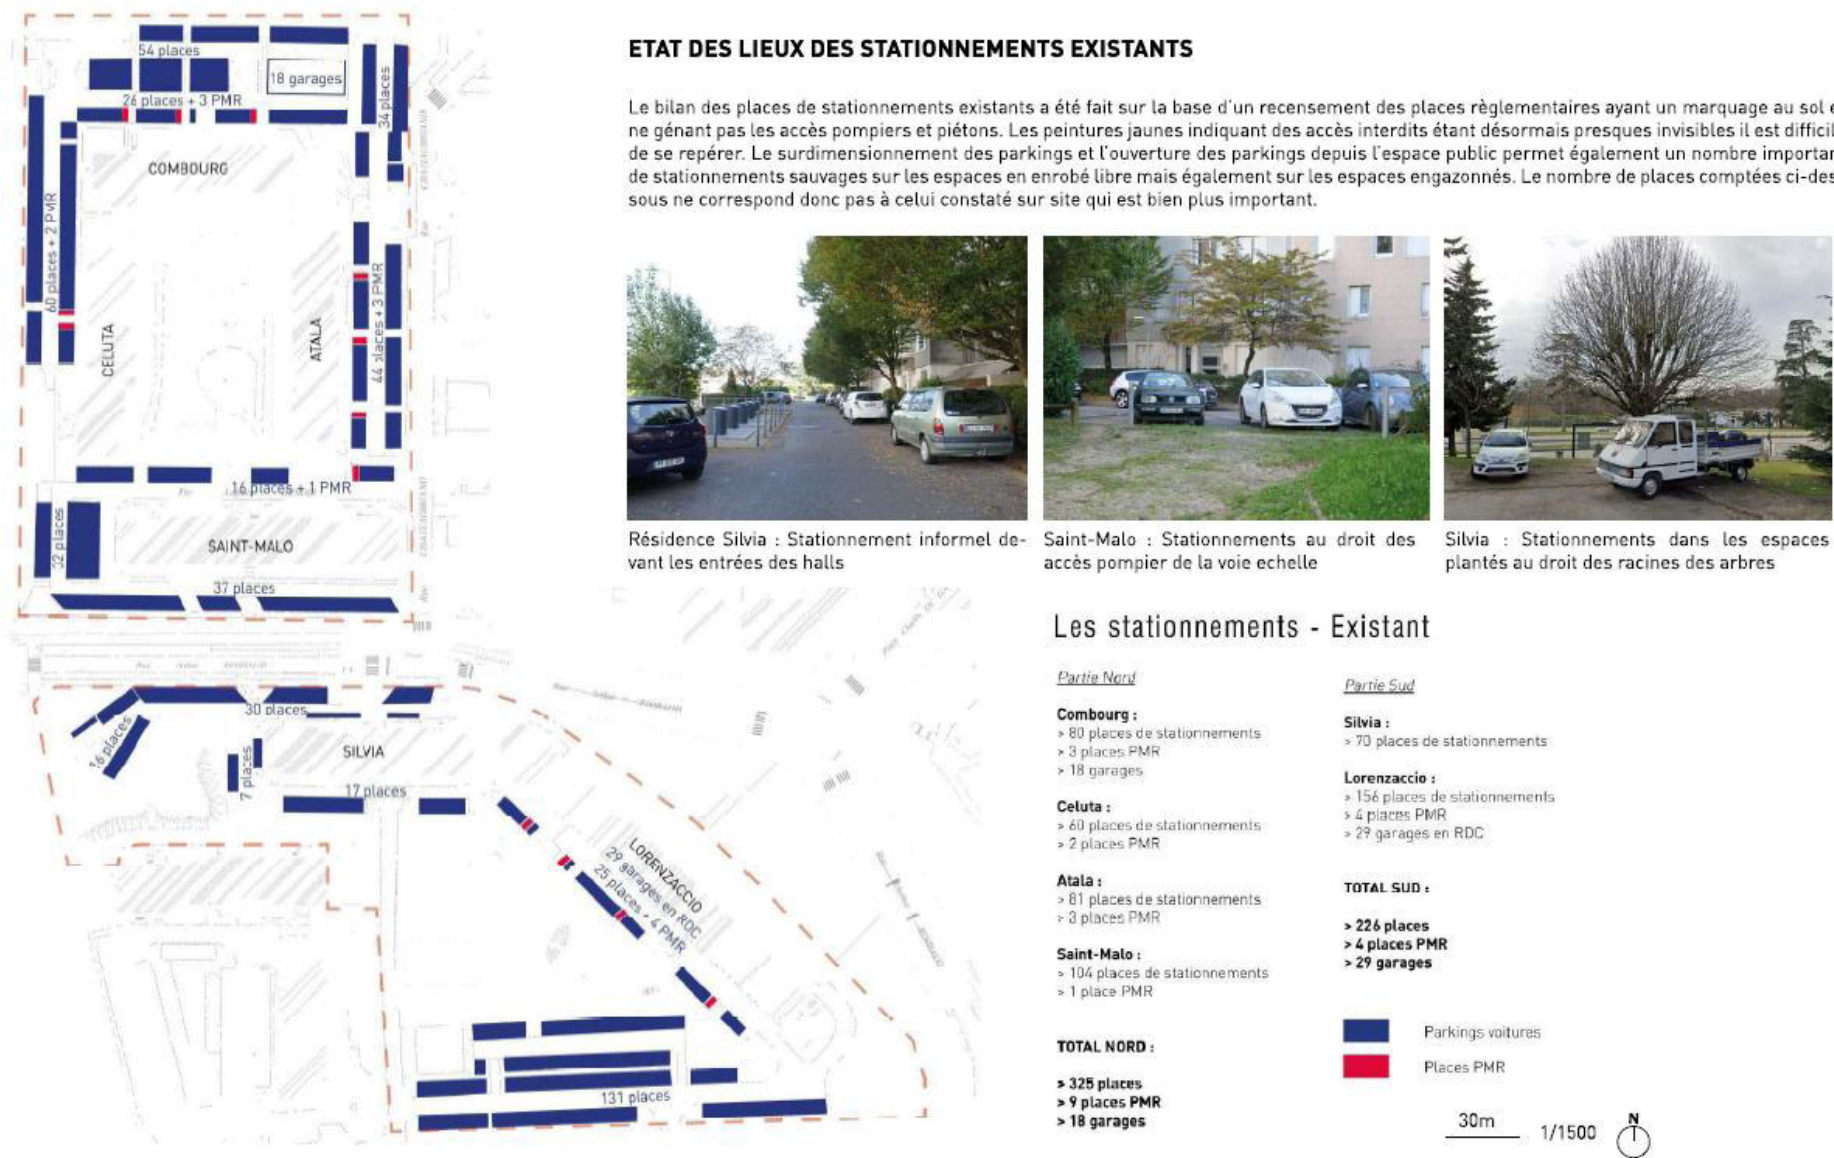 ETAT DES LIEUX DES STATIONNEMENTS EXISTANTS
Le bilan des places de stationnements existants a été fait sur la base d'un recensement des places règlementaires ayant un marquage au sol e
ne gênant pas les accès pompiers et piétons. Les peintures jaunes indiquant des accès interdits étant désormais presques invisibles il est difficil
de se repérer. Le surdimensionnement des parkings et l'ouverture des parkings depuis l'espace public permet également un nombre importan
de stationnements sauvages sur les espaces en enrobé libre mais également sur les espaces engazonnés. Le nombre de places comptées ci-des
sous ne correspond donc pas à celui constaté sur site qui est bien plus important.
Résidence Silvia : Stationnement informel de-
vant les entrées des halls
Saint-Malo : Stationnements au droit des
accès pompier de la voie echelle
Silvia : Stationnements dans les espaces
plantés au droit des racines des arbres
54 places
18 garages
26 places + 3 PMR
34 places
COMBOURG
60 places + 2 PMR
CELUTA
ATALA
44 places + 3 PMR
16 places + 1 PMR
32 places
SAINT-MALO
37 places
30 places
16 places
SILVIA
7 places
17 places
LORENZACCIO
29 garages en RDC
25 places + 4 PMR
131 places
Les stationnements - Existant
Partie Nord
Combourg :
> 80 places de stationnements
> 3 places PMR
> 18 garages
Celuta :
> 60 places de stationnements
> 2 places PMR
Atala :
> 81 places de stationnements
> 3 places PMR
Saint-Malo :
> 104 places de stationnements
> 1 place PMR
TOTAL NORD :
> 325 places
> 9 places PMR
> 18 garages
Partie Sud
Silvia :
> 70 places de stationnements
Lorenzaccio :
> 156 places de stationnements
> 4 places PMR
> 29 garages en RDC
TOTAL SUD :
> 226 places
> 4 places PMR
> 29 garages
Parkings voitures
Places PMR
30m
1/1500
N